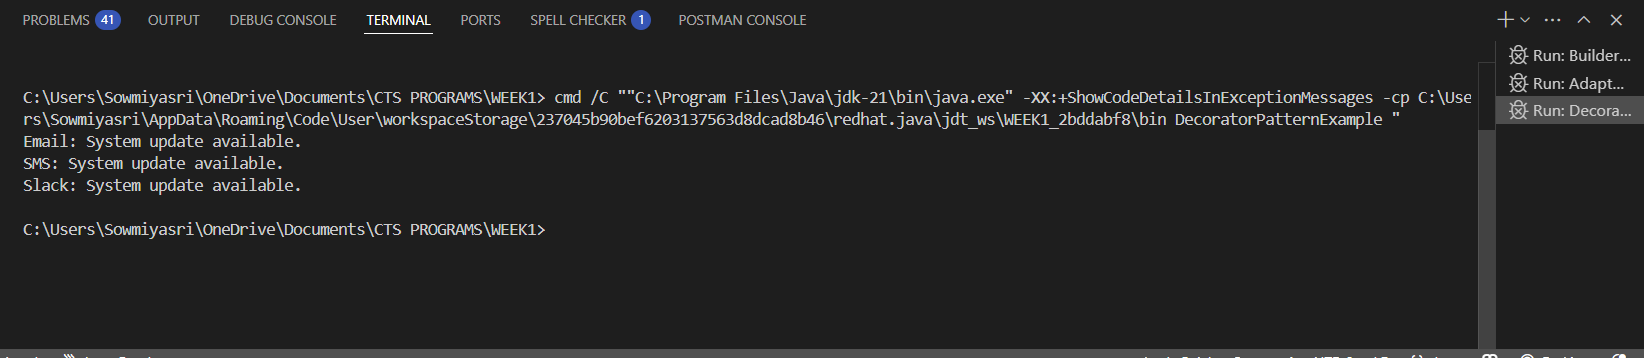 PROBLEMS 41 OUTPUT DEBUG CONSOLE TERMINAL PORTS SPELL CHECKER 1 POSTMAN CONSOLE
C:\Users\Sowmiyasri\OneDrive\Documents\CTS PROGRAMS\WEEK1> cmd /C ""C:\Program Files\Java\jdk-21\bin\java.exe" -XX:+ShowCodeDetailsInExceptionMessages -cp C:\Use
rs\Sowmiyasri\AppData\Roaming\Code\User\workspaceStorage\237045b90bef6203137563d8dcad8b46\redhat.java\jdt_ws\WEEK1_2bddabf8\bin DecoratorPatternExample "
Email: System update available.
SMS: System update available.
Slack: System update available.
C:\Users\Sowmiyasri\OneDrive\Documents\CTS PROGRAMS\WEEK1>
Run: Builder...
Run: Adapt...
Run: Decora...